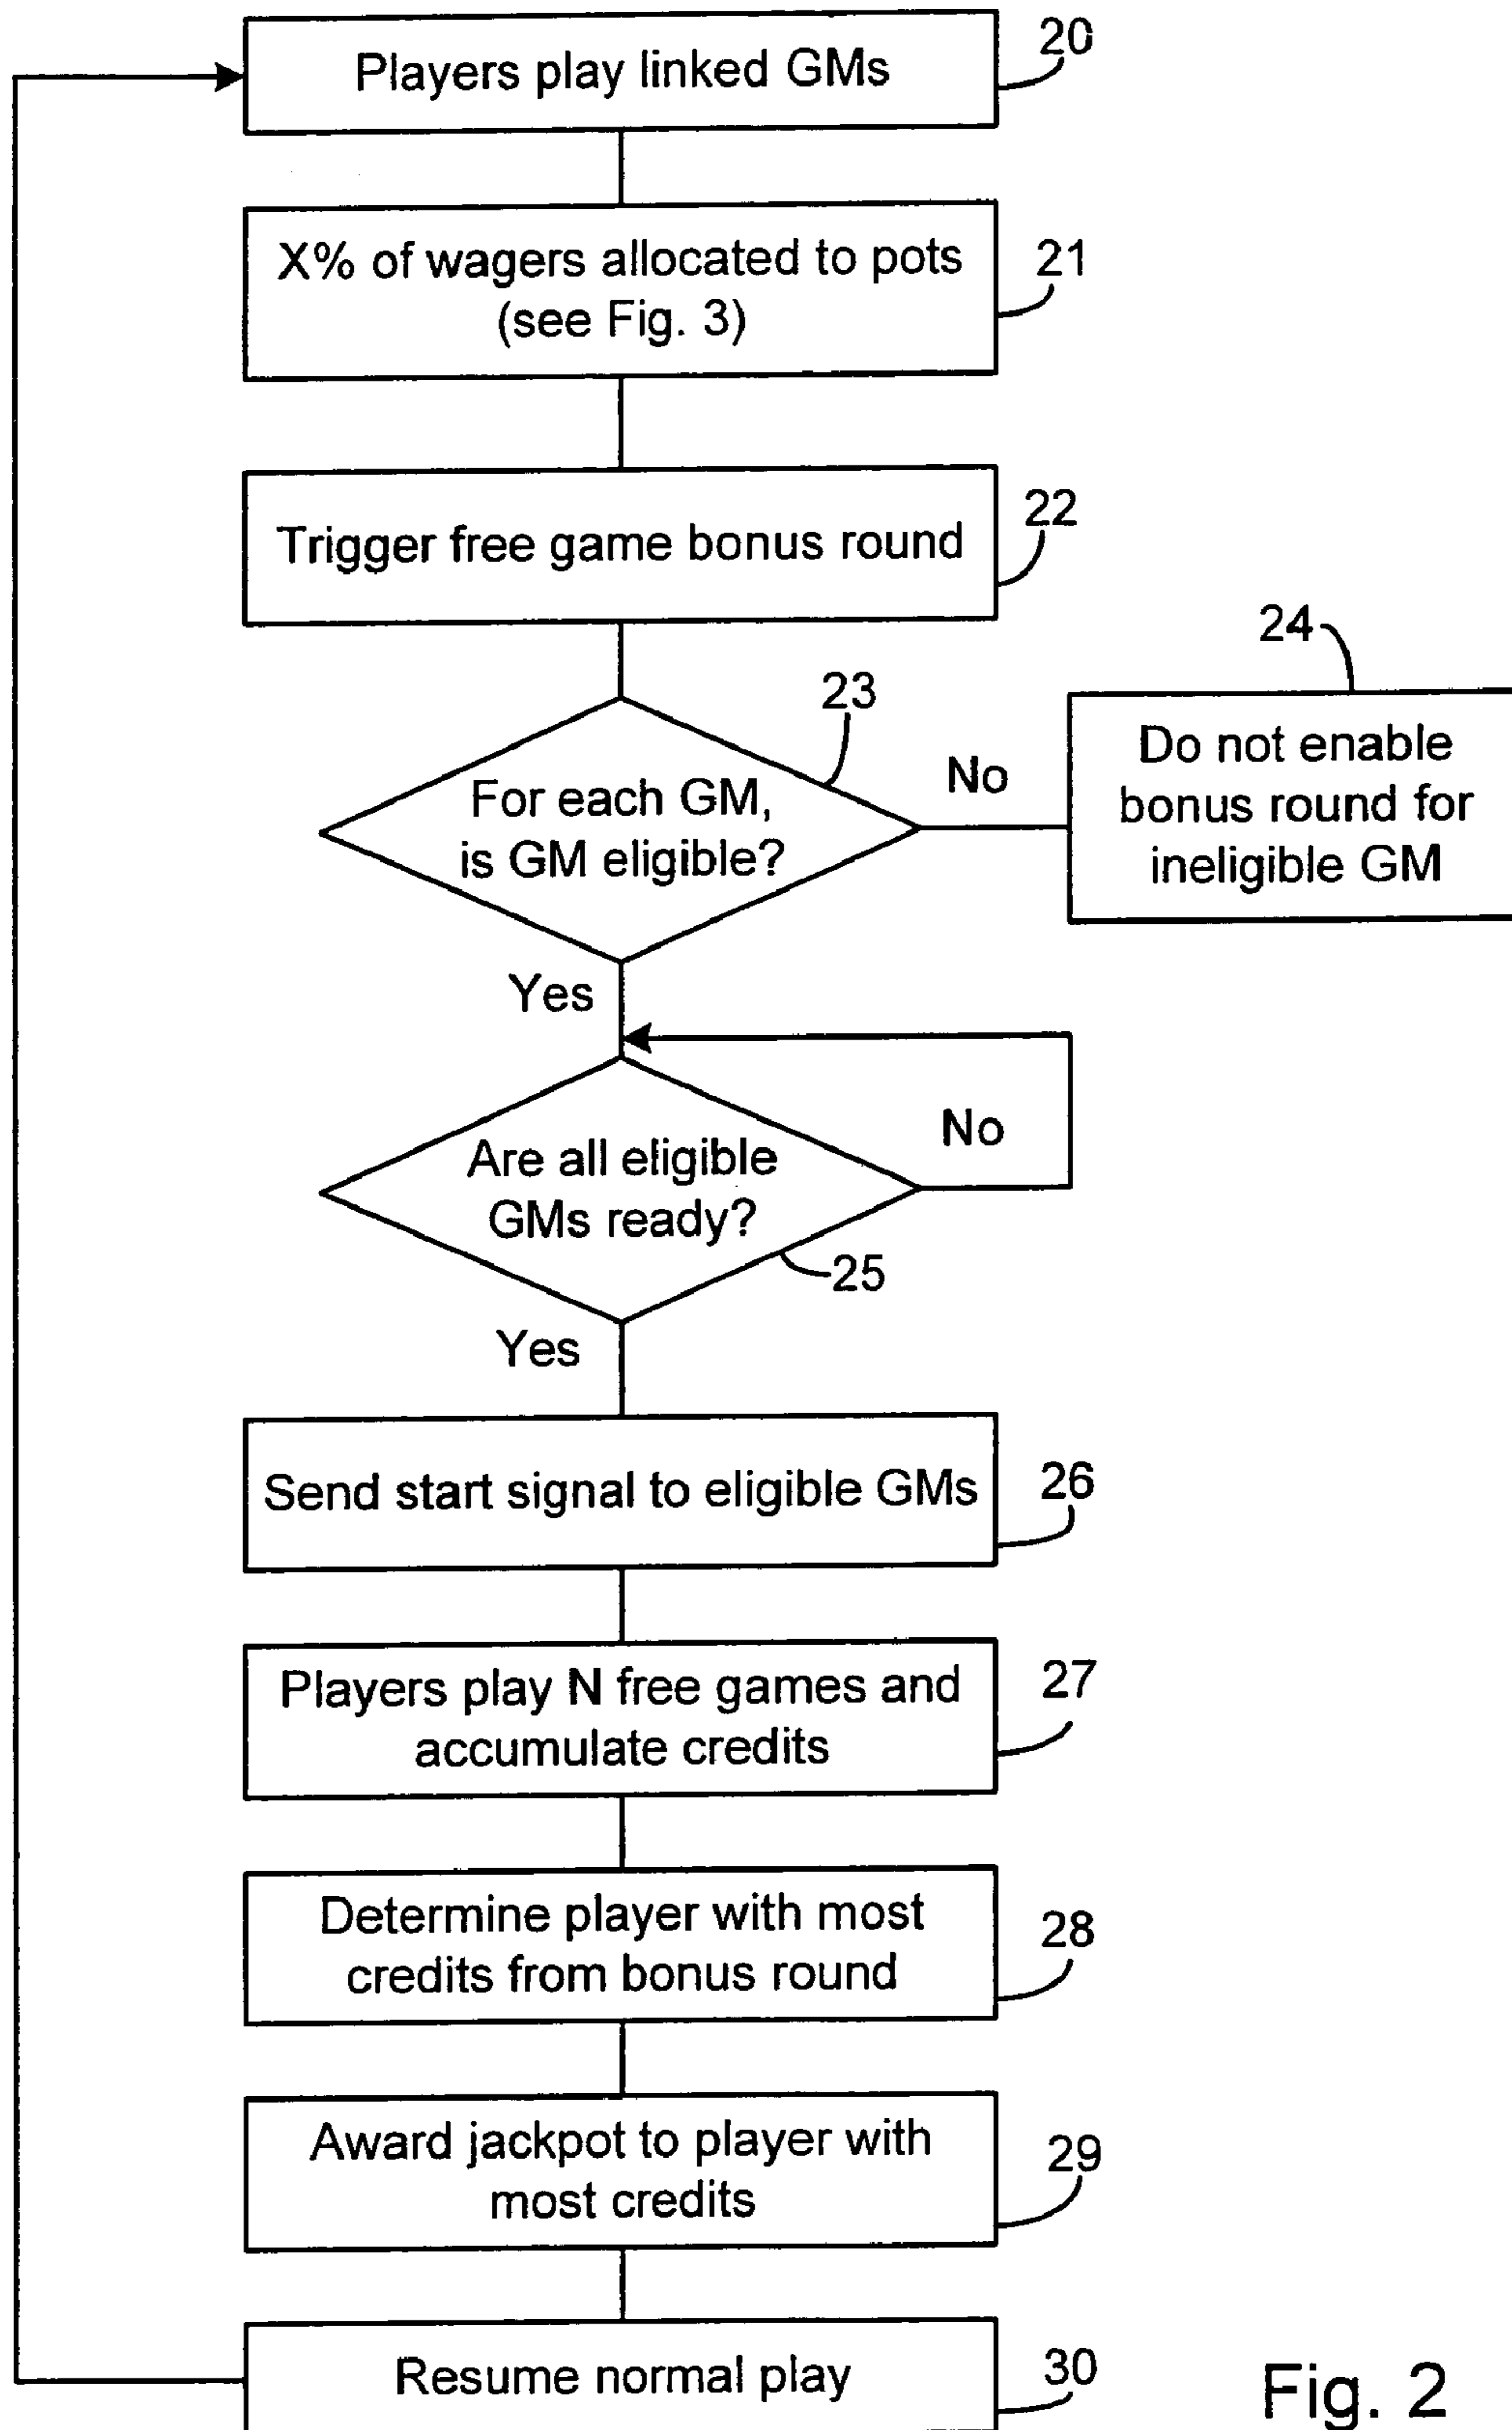 Players play linked GMs
20
X% of wagers allocated to pots
(see Fig. 3)
21
Trigger free game bonus round
22
For each GM,
is GM eligible?
23
No
24
Do not enable
bonus round for
ineligible GM
Yes
Are all eligible
GMs ready?
No
25
Yes
Send start signal to eligible GMs
26
Players play N free games and
accumulate credits
27
Determine player with most
credits from bonus round
28
Award jackpot to player with
most credits
29
Resume normal play
30
Fig. 2